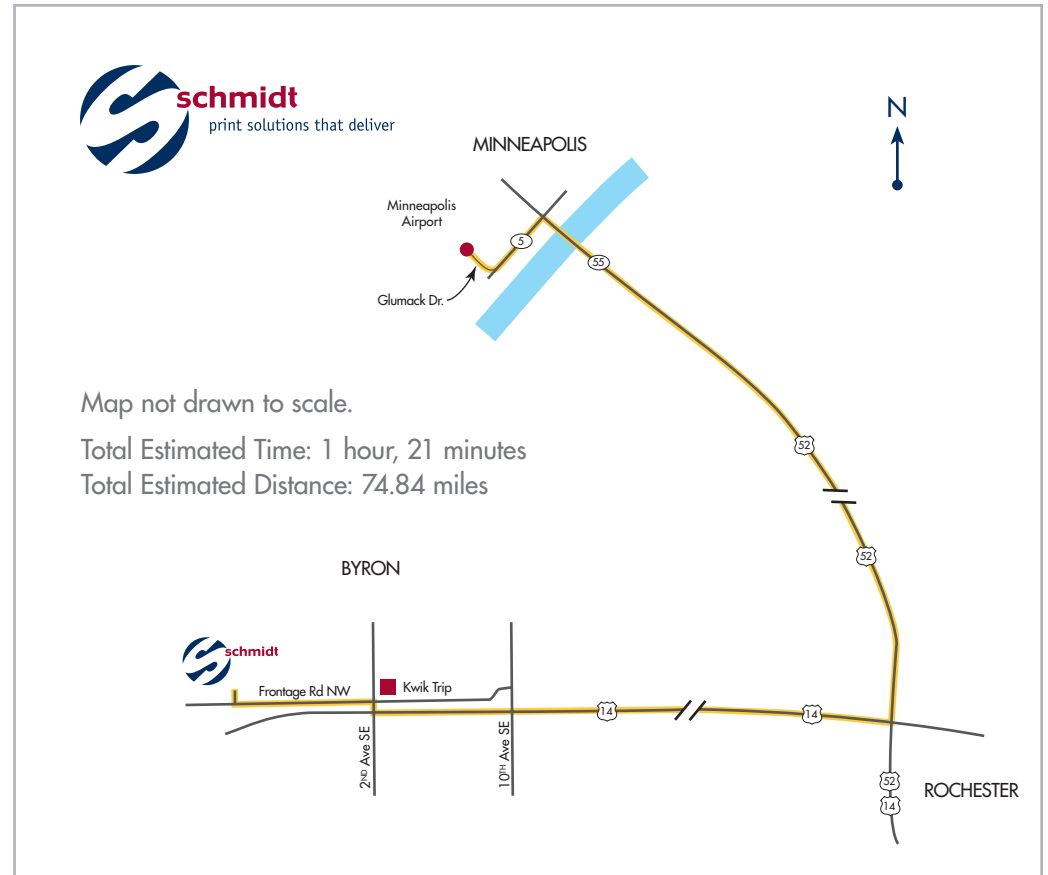 schmidt
print solutions that deliver
N
MINNEAPOLIS
Minneapolis
Airport
5
55
Glumack Dr.
Map not drawn to scale.
Total Estimated Time: 1 hour, 21 minutes
Total Estimated Distance: 74.84 miles
52
52
BYRON
schmidt
Frontage Rd NW
Kwik Trip
14
14
2ND Ave SE
10TH Ave SE
52
14
ROCHESTER